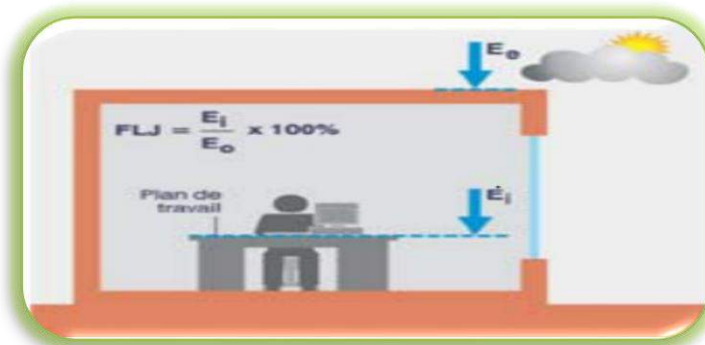 Eₒ
FLJ = Eᵢ / Eₒ x 100%
Plan de
travail
Eᵢ